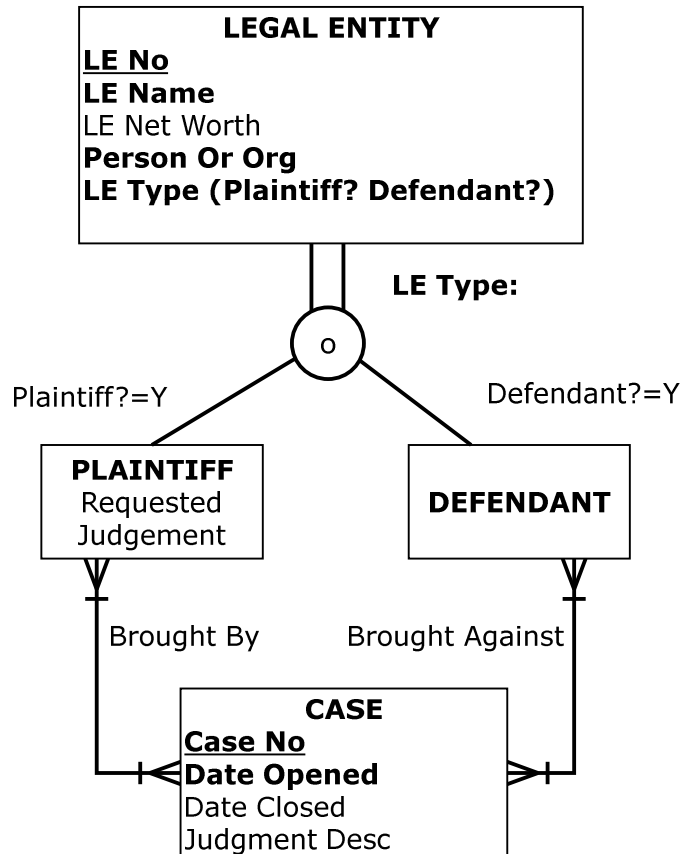 LEGAL ENTITY
LE No
LE Name
LE Net Worth
Person Or Org
LE Type (Plaintiff? Defendant?)
LE Type:
o
Plaintiff?=Y
Defendant?=Y
PLAINTIFF
Requested
Judgement
DEFENDANT
Brought By
Brought Against
CASE
Case No
Date Opened
Date Closed
Judgment Desc